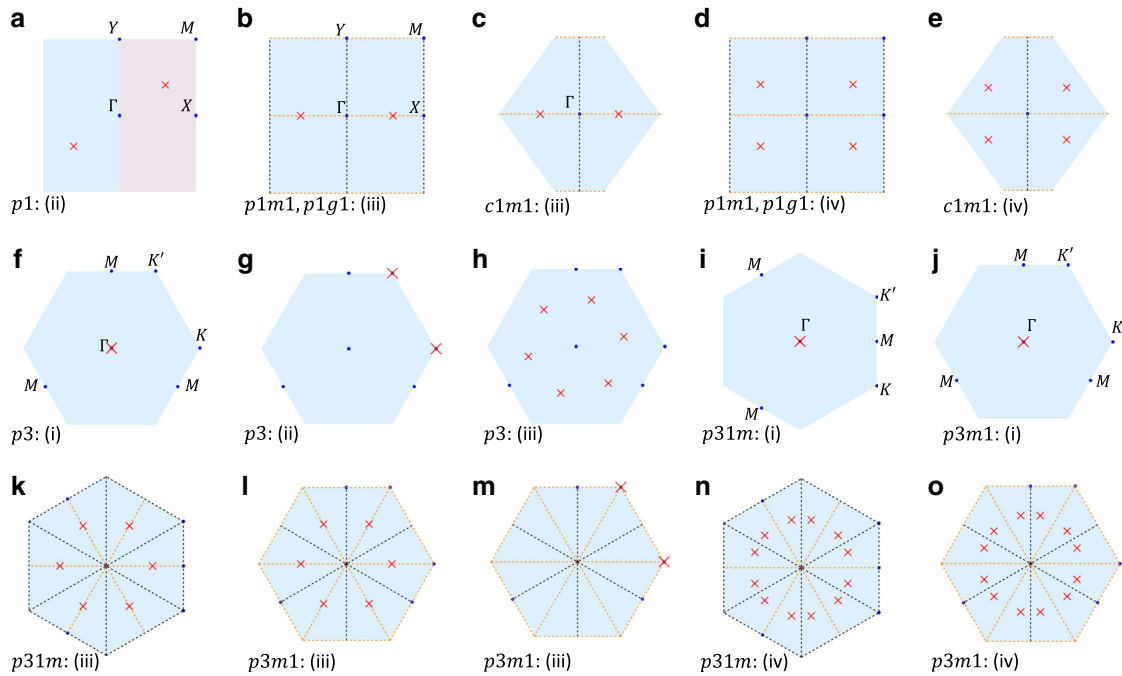 a Y M b Y M c d e
Γ X Γ X Γ
p1: (ii) p1m1, p1g1: (iii) c1m1: (iii) p1m1, p1g1: (iv) c1m1: (iv)
f M K′ g h i M K′ j M K′
Γ K Γ M Γ K
M M M K M M
p3: (i) p3: (ii) p3: (iii) p31m: (i) p3m1: (i)
k l m n o
p31m: (iii) p3m1: (iii) p3m1: (iii) p31m: (iv) p3m1: (iv)